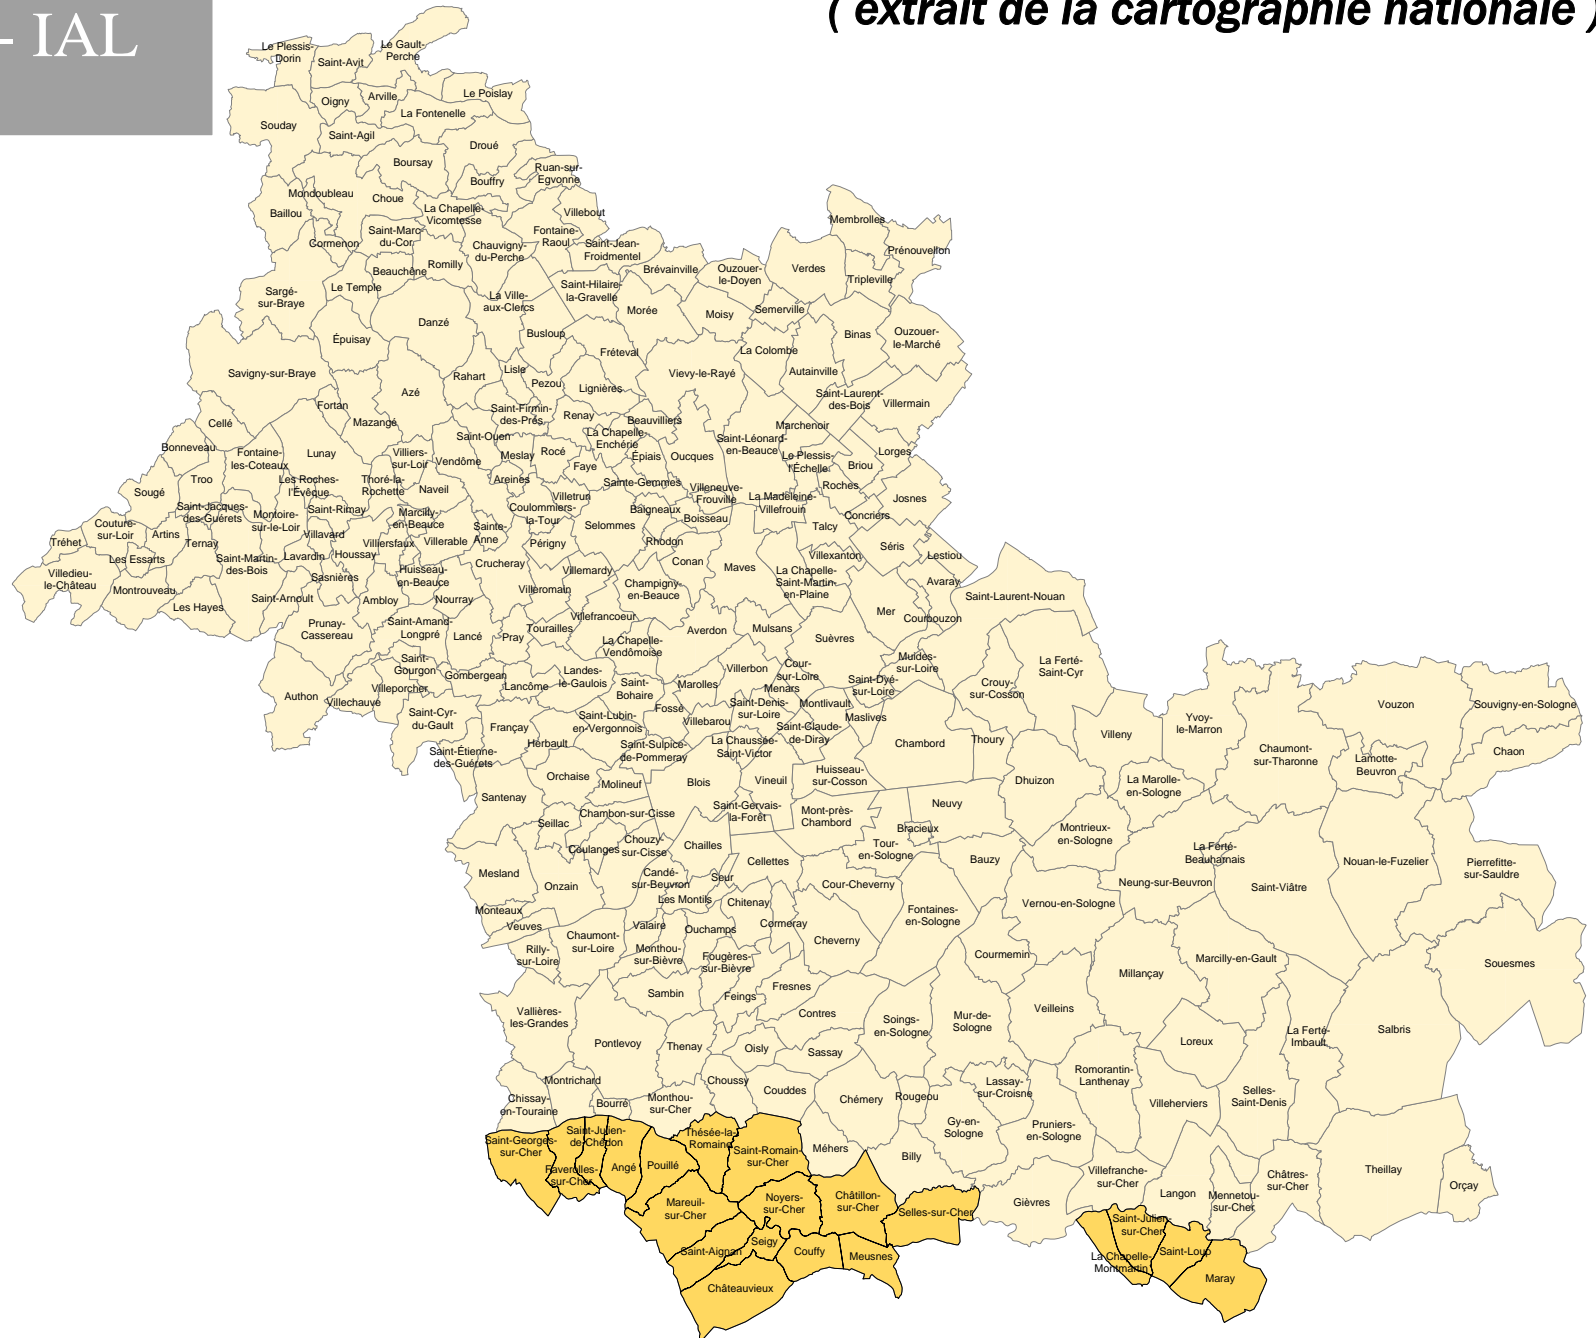 - IAL
( extrait de la cartographie nationale )
Le Plessis-
Dorin
Saint-Avit
Le Gault-
Perche
Oigny
Arville
Le Poislay
La Fontenelle
Souday
Saint-Agil
Droué
Boursay
Bouffry
Ruan-sur-
Egvonne
Mondoubleau
Choue
Baillou
La Chapelle-
Vicomtesse
Villebout
Membrolles
Cormenon
Saint-Marc-
du-Cor
Fontaine-
Raoul
Chauvigny-
du-Perche
Saint-Jean-
Froidmentel
Prénouvellon
Beauchêne
Romilly
Brévainville
Ouzouer-
le-Doyen
Verdes
Tripleville
Sargé-
sur-Braye
Le Temple
La Ville-
aux-Clercs
Saint-Hilaire-
la-Gravelle
Morée
Moisy
Semerville
Danzé
Épuisay
Busloup
Binas
Ouzouer-
le-Marché
Fréteval
La Colombe
Savigny-sur-Braye
Rahart
Lisle
Pezou
Lignières
Vievy-le-Rayé
Autainville
Azé
Saint-Laurent-
des-Bois
Villermain
Fortan
Saint-Firmin-
des-Prés
Renay
Beauvilliers
Cellé
Mazangé
Marchenoir
Saint-Ouen
La Chapelle-
Enchérie
Saint-Léonard-
en-Beauce
Bonneveau
Fontaine-
les-Coteaux
Lunay
Villiers-
sur-Loir
Vendôme
Meslay
Rocé
Faye
Épiais
Oucques
Le Plessis-
l'Échelle
Briou
Lorges
Troo
Les Roches-
l'Évêque
Thoré-la-
Rochette
Naveil
Areines
Sainte-Gemmes
Roches
Sougé
Villetrun
Villeneuve-
Frouville
La Madeleine-
Villefrouin
Josnes
Saint-Jacques-
des-Guérets
Montoire-
sur-le-Loir
Saint-Rimay
Marcilly-
en-Beauce
Coulommiers-
la-Tour
Baigneaux
Boisseau
Concriers
Couture-
sur-Loir
Artins
Villavard
Sainte-
Anne
Selommes
Talcy
Tréhet
Ternay
Villiersfaux
Villerable
Périgny
Rhodon
Séris
Lestiou
Les Essarts
Saint-Martin-
des-Bois
Lavardin
Houssay
Crucheray
Conan
Maves
Villexanton
Villedieu-
le-Château
Sasnières
Huisseau-
en-Beauce
Villemardy
La Chapelle-
Saint-Martin-
en-Plaine
Avaray
Montrouveau
Saint-Arnoult
Ambloy
Nourray
Villeromain
Champigny-
en-Beauce
Saint-Laurent-Nouan
Les Hayes
Mer
Courbouzon
Prunay-
Cassereau
Saint-Amand-
Longpré
Lancé
Pray
Tourailles
Villefrancoeur
Averdon
Mulsans
Suèvres
La Chapelle-
Vendômoise
Saint-
Gourgon
Gombergean
Landes-
le-Gaulois
Villerbon
Cour-
sur-Loire
Muides-
sur-Loire
La Ferté-
Saint-Cyr
Authon
Villeporcher
Villechauvé
Lancôme
Saint-
Bohaire
Marolles
Menars
Saint-Dyé-
sur-Loire
Crouy-
sur-Cosson
Saint-Cyr-
du-Gault
Françay
Saint-Lubin-
en-Vergonnois
Fossé
Villebarou
Saint-Denis-
sur-Loire
Montlivault
Maslives
Vouzon
Souvigny-en-Sologne
Saint-Claude-
de-Diray
Yvoy-
le-Marron
Saint-Étienne-
des-Guérets
Herbault
Saint-Sulpice-
de-Pommeray
La Chaussée-
Saint-Victor
Chambord
Thoury
Villeny
Chaumont-
sur-Tharonne
Lamotte-
Beuvron
Chaon
Orchaise
Molineuf
Blois
Vineuil
Huisseau-
sur-Cosson
Dhuizon
La Marolle-
en-Sologne
Santenay
Seillac
Chambon-sur-Cisse
Saint-Gervais-
la-Forêt
Mont-près-
Chambord
Neuvy
Bracieux
Montrieux-
en-Sologne
Coulanges
Chouzy-
sur-Cisse
Chailles
Cellettes
Tour-
en-Sologne
Bauzy
La Ferté-
Beauharnais
Nouan-le-Fuzelier
Pierrefitte-
sur-Sauldre
Mesland
Onzain
Candé-
sur-Beuvron
Seur
Cour-Cheverny
Neung-sur-Beuvron
Saint-Viâtre
Monteaux
Les Montils
Chitenay
Vernou-en-Sologne
Veuves
Valaire
Ouchamps
Cormeray
Fontaines-
en-Sologne
Chaumont-
sur-Loire
Cheverny
Rilly-
sur-Loire
Monthou-
sur-Bièvre
Fougères-
sur-Bièvre
Courmemin
Marcilly-en-Gault
Souesmes
Millançay
Sambin
Feings
Fresnes
Vallières-
les-Grandes
Contres
Soings-
en-Sologne
Mur-de-
Sologne
Veilleins
Salbris
Pontlevoy
Thenay
Oisly
Sassay
Loreux
La Ferté-
Imbault
Montrichard
Choussy
Couddes
Lassay-
sur-Croisne
Romorantin-
Lanthenay
Chissay-
en-Touraine
Bourré
Monthou-
sur-Cher
Chémery
Rougeou
Villeherviers
Selles-
Saint-Denis
Saint-Georges-
sur-Cher
Saint-Julien-
de-Chédon
Thésée-la-
Romaine
Gy-en-
Sologne
Pruniers-
en-Sologne
Faverolles-
sur-Cher
Angé
Pouillé
Saint-Romain-
sur-Cher
Méhers
Billy
Villefranche-
sur-Cher
Theillay
Orçay
Mareuil-
sur-Cher
Noyers-
sur-Cher
Châtillon-
sur-Cher
Selles-sur-Cher
Gièvres
Langon
Mennetou-
sur-Cher
Châtres-
sur-Cher
Saint-Aignan
Seigy
Couffy
Meusnes
Saint-Julien-
sur-Cher
Saint-Loup
La Chapelle-
Montmartin
Maray
Châteauvieux